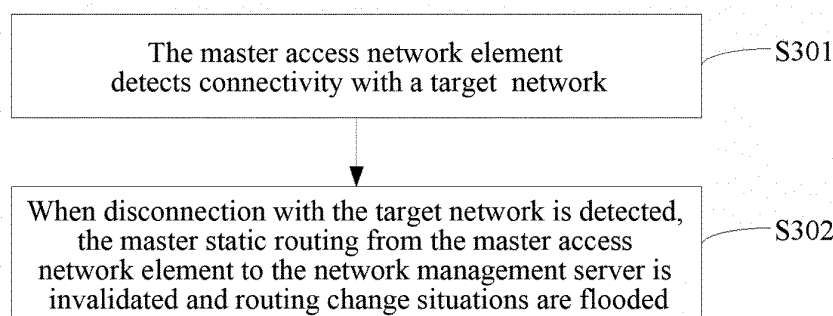 The master access network element
detects connectivity with a target network
S301
When disconnection with the target network is detected,
the master static routing from the master access
network element to the network management server is
invalidated and routing change situations are flooded
S302